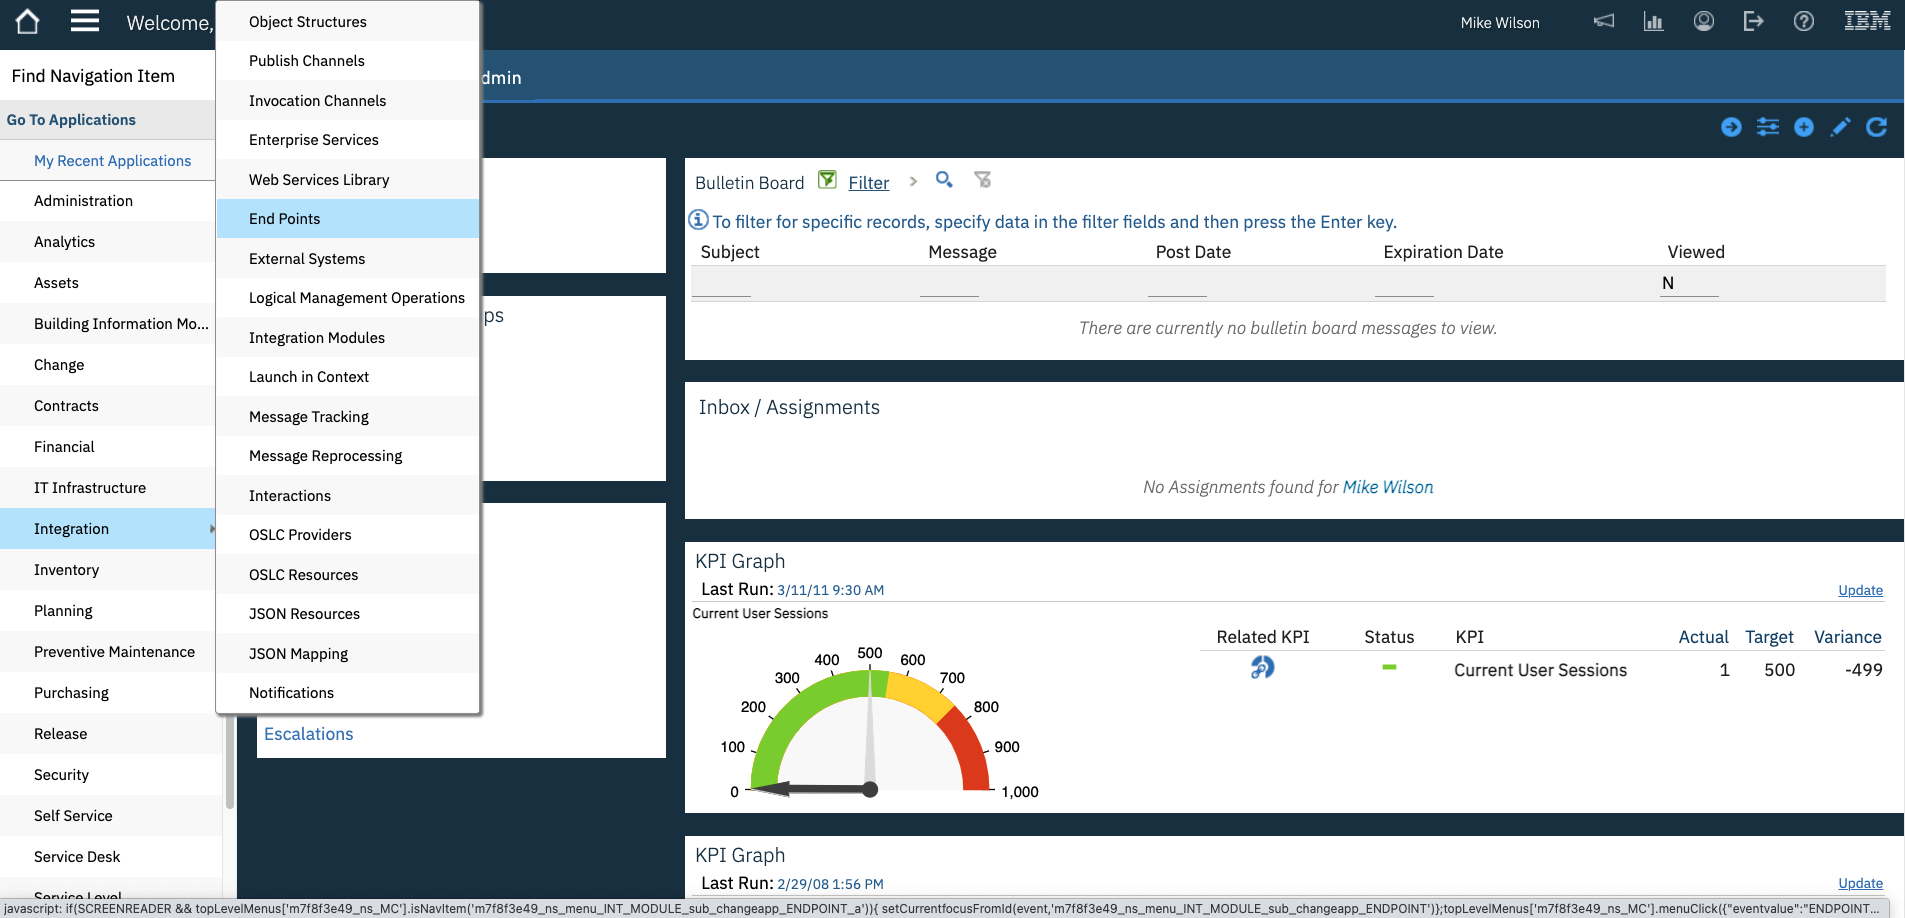 Welcome,
Mike Wilson
IBM
Find Navigation Item
Go To Applications
My Recent Applications
Administration
Analytics
Assets
Building Information Mo...
Change
Contracts
Financial
IT Infrastructure
Integration
Inventory
Planning
Preventive Maintenance
Purchasing
Release
Security
Self Service
Service Desk
Service Level
Object Structures
Publish Channels
Invocation Channels
Enterprise Services
Web Services Library
End Points
External Systems
Logical Management Operations
Integration Modules
Launch in Context
Message Tracking
Message Reprocessing
Interactions
OSLC Providers
OSLC Resources
JSON Resources
JSON Mapping
Notifications
dmin
ps
Escalations
Bulletin Board Filter >
To filter for specific records, specify data in the filter fields and then press the Enter key.
Subject Message Post Date Expiration Date Viewed
N
There are currently no bulletin board messages to view.
Inbox / Assignments
No Assignments found for Mike Wilson
KPI Graph
Last Run: 3/11/11 9:30 AM Update
Current User Sessions
0 100 200 300 400 500 600 700 800 900 1,000
Related KPI Status KPI Actual Target Variance
Current User Sessions 1 500 -499
KPI Graph
Last Run: 2/29/08 1:56 PM Update
javascript: if(SCREENREADER && topLevelMenus['m7f8f3e49_ns_MC'].isNavItem('m7f8f3e49_ns_menu_INT_MODULE_sub_changeapp_ENDPOINT_a')){ setCurrentfocusFromId(event,'m7f8f3e49_ns_menu_INT_MODULE_sub_changeapp_ENDPOINT')};topLevelMenus['m7f8f3e49_ns_MC'].menuClick({"eventvalue":"ENDPOINT...